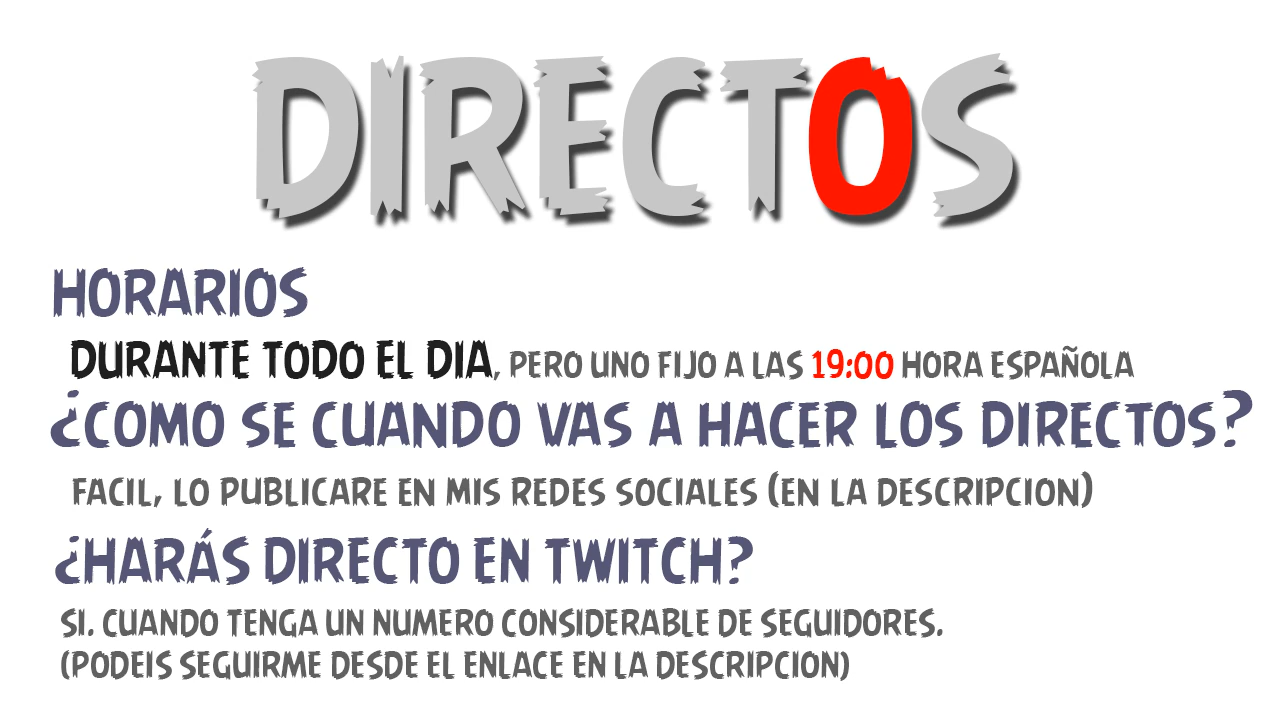 DIRECTOS
HORARIOS
DURANTE TODO EL DIA, PERO UNO FIJO A LAS 19:00 HORA ESPAÑOLA
¿COMO SE CUANDO VAS A HACER LOS DIRECTOS?
FACIL, LO PUBLICARE EN MIS REDES SOCIALES (EN LA DESCRIPCION)
¿HARÁS DIRECTO EN TWITCH?
SI. CUANDO TENGA UN NUMERO CONSIDERABLE DE SEGUIDORES.
(PODEIS SEGUIRME DESDE EL ENLACE EN LA DESCRIPCION)